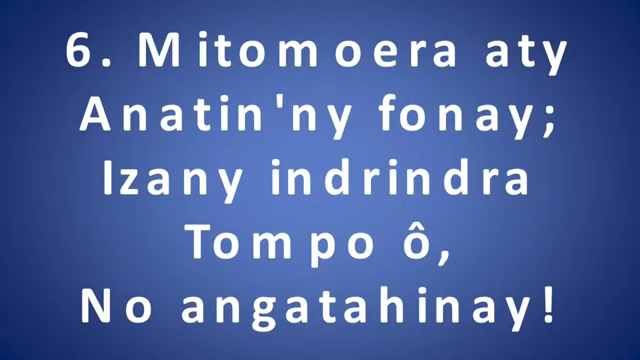 6. Mitomoera aty
Anatin'ny fonay;
Izany indrindra
Tompo ô,
No angatahinay!